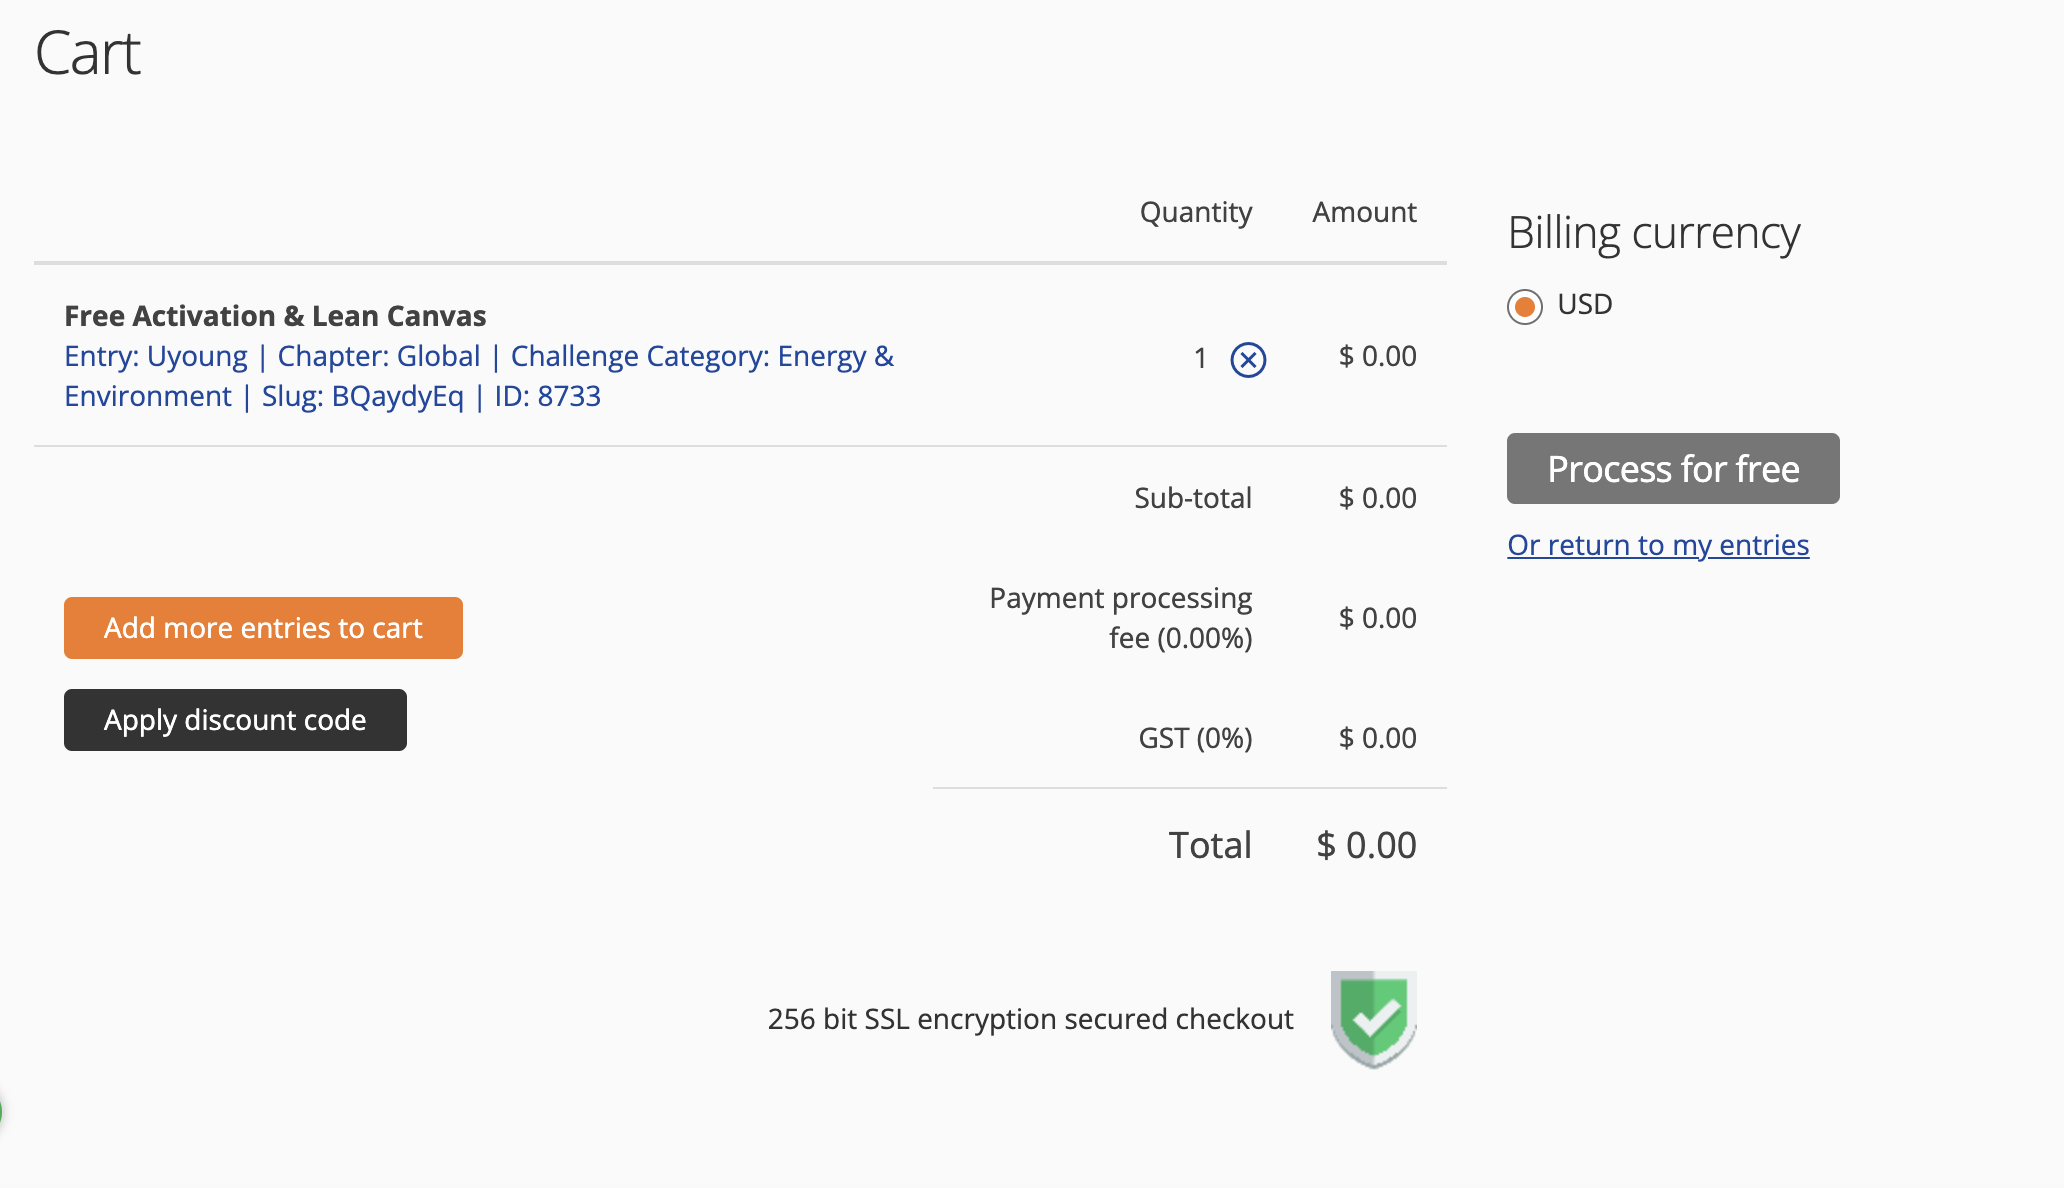 Cart
Quantity Amount
Billing currency
USD
Free Activation & Lean Canvas
Entry: Uyoung | Chapter: Global | Challenge Category: Energy &
Environment | Slug: BQaydyEq | ID: 8733
1 $ 0.00
Process for free
Or return to my entries
Sub-total $ 0.00
Payment processing
fee (0.00%) $ 0.00
Add more entries to cart
Apply discount code
GST (0%) $ 0.00
Total $ 0.00
256 bit SSL encryption secured checkout